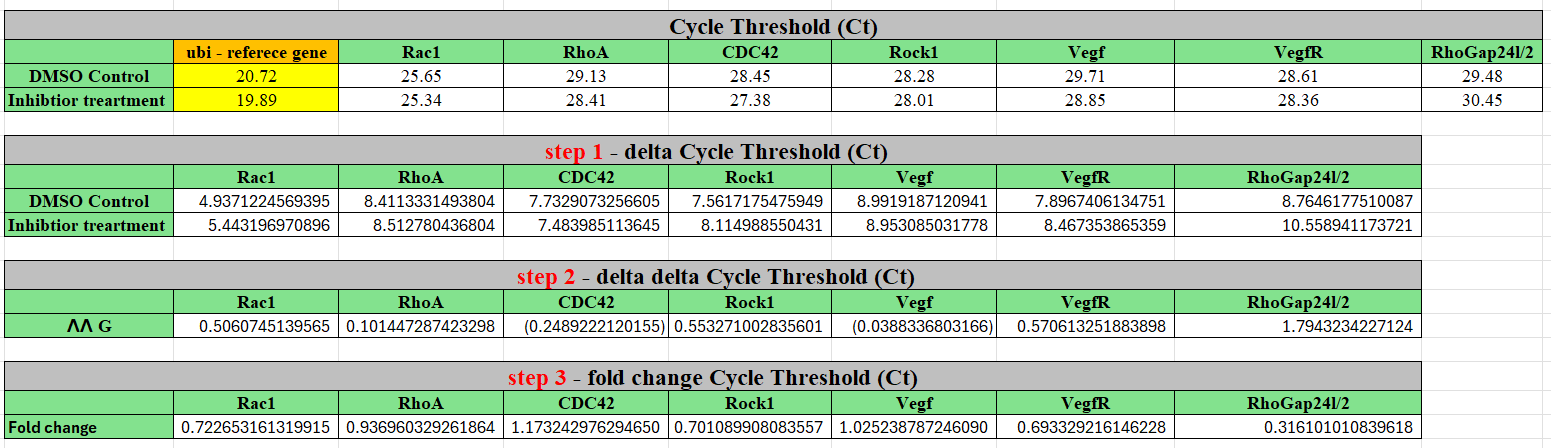 Cycle Threshold (Ct)
ubi - referece gene Rac1 RhoA CDC42 Rock1 Vegf VegfR RhoGap24l/2
DMSO Control 20.72 25.65 29.13 28.45 28.28 29.71 28.61 29.48
Inhibtior treartment 19.89 25.34 28.41 27.38 28.01 28.85 28.36 30.45
step 1 - delta Cycle Threshold (Ct)
Rac1 RhoA CDC42 Rock1 Vegf VegfR RhoGap24l/2
DMSO Control 4.9371224569395 8.4113331493804 7.7329073256605 7.5617175475949 8.9919187120941 7.8967406134751 8.7646177510087
Inhibtior treartment 5.443196970896 8.512780436804 7.483985113645 8.114988550431 8.953085031778 8.467353865359 10.558941173721
step 2 - delta delta Cycle Threshold (Ct)
Rac1 RhoA CDC42 Rock1 Vegf VegfR RhoGap24l/2
ꓥꓥ G 0.5060745139565 0.101447287423298 (0.2489222120155) 0.553271002835601 (0.0388336803166) 0.570613251883898 1.7943234227124
step 3 - fold change Cycle Threshold (Ct)
Rac1 RhoA CDC42 Rock1 Vegf VegfR RhoGap24l/2
Fold change 0.722653161319915 0.936960329261864 1.173242976294650 0.701089908083557 1.025238787246090 0.693329216146228 0.316101010839618